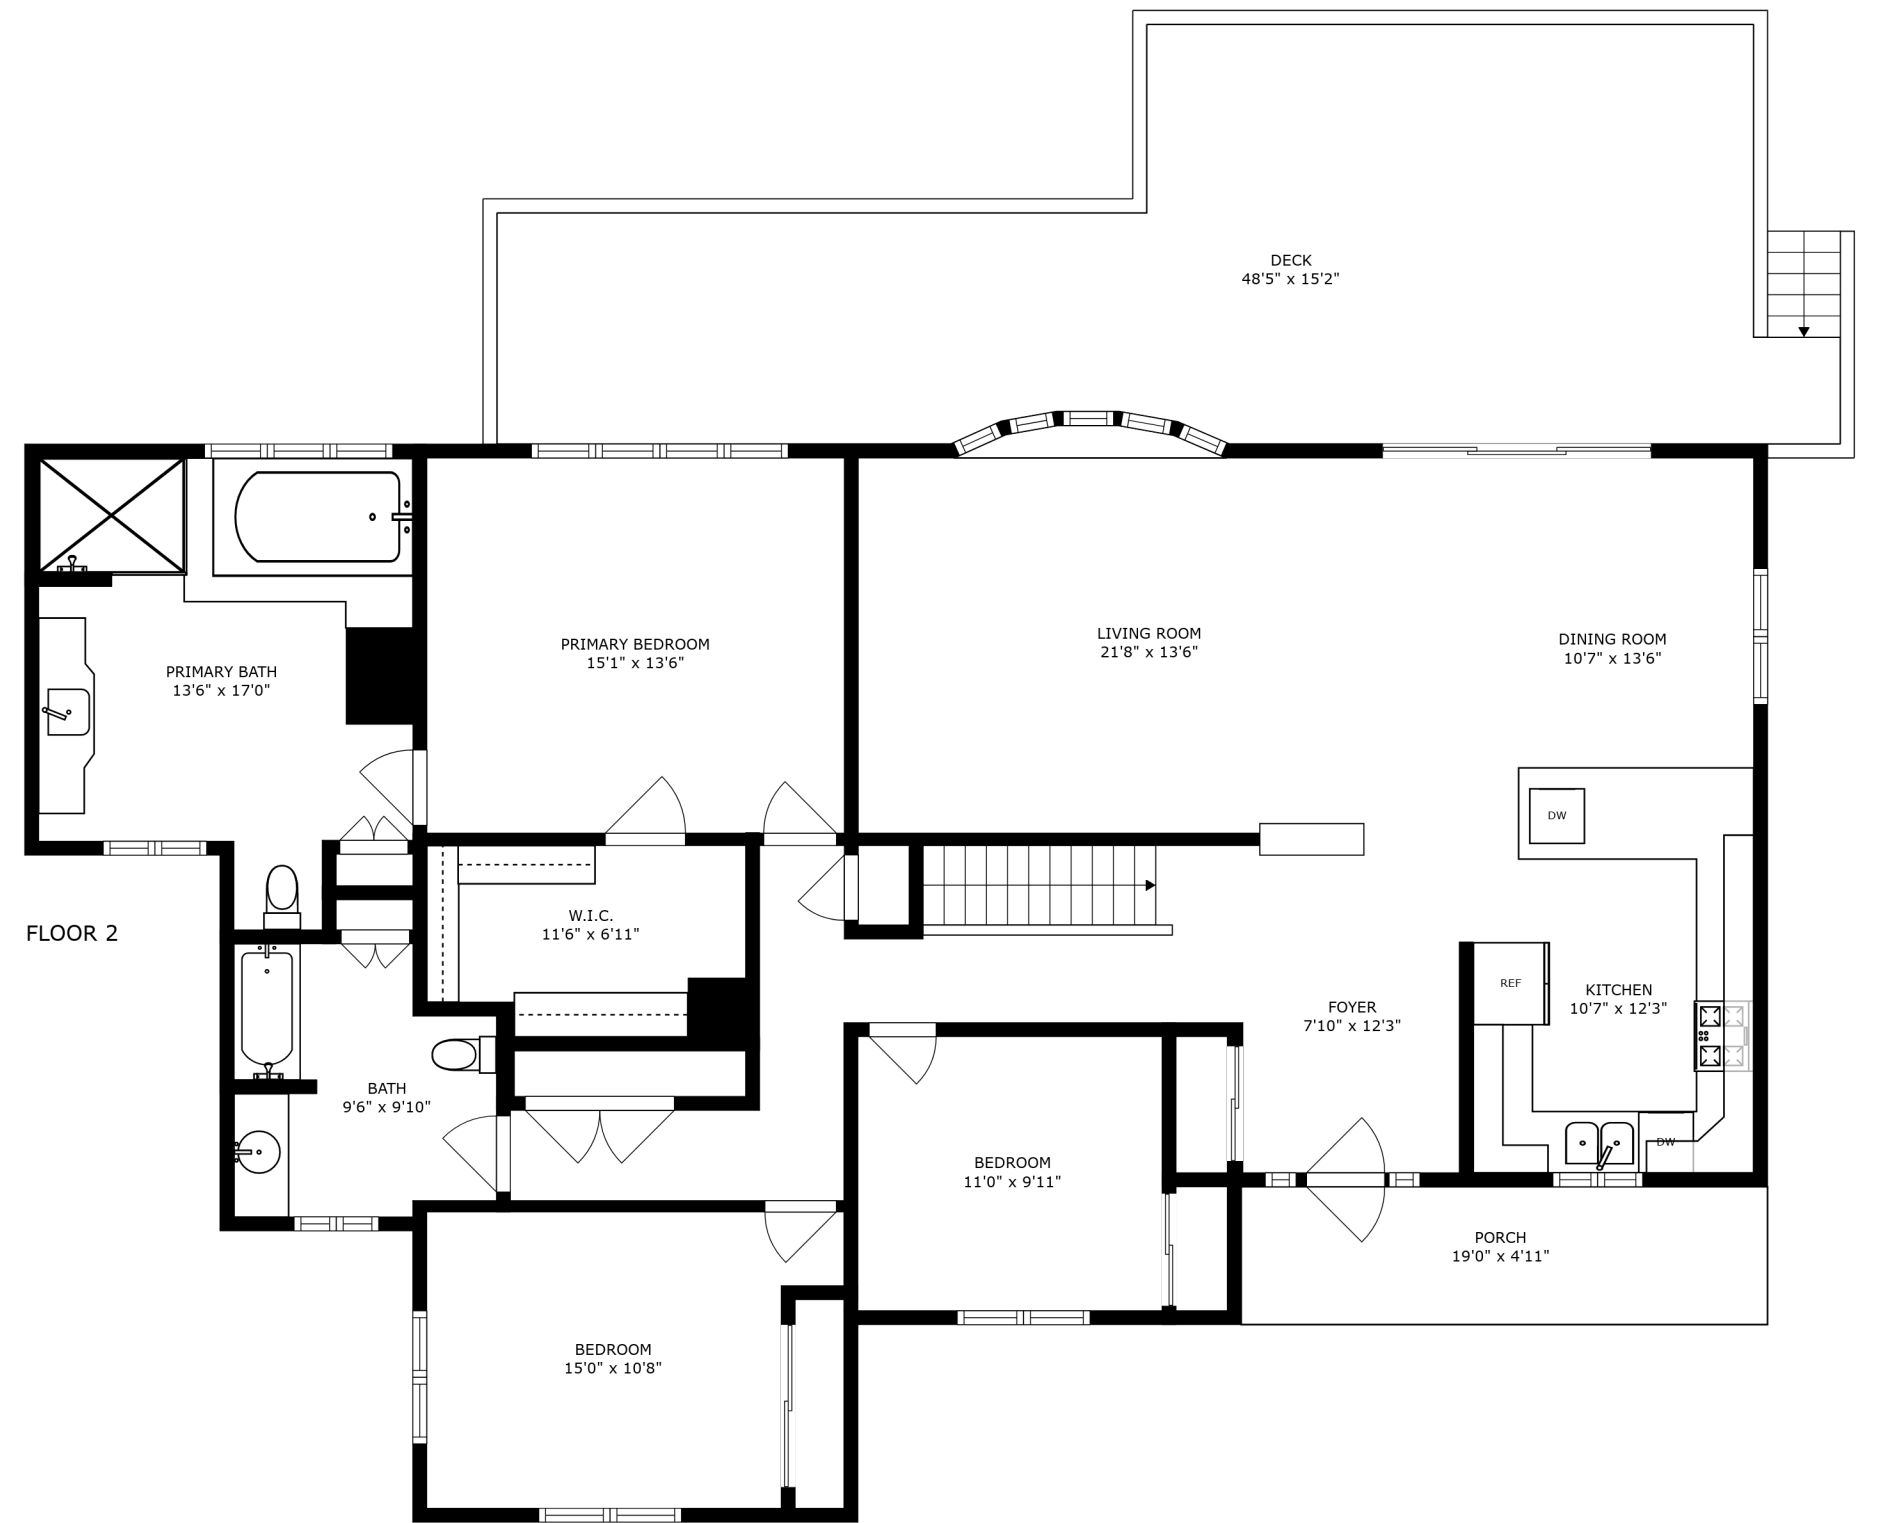 DECK
48'5" x 15'2"
LIVING ROOM
21'8" x 13'6"
DINING ROOM
10'7" x 13'6"
PRIMARY BEDROOM
15'1" x 13'6"
PRIMARY BATH
13'6" x 17'0"
DW
W.I.C.
11'6" x 6'11"
FLOOR 2
REF
KITCHEN
10'7" x 12'3"
FOYER
7'10" x 12'3"
BATH
9'6" x 9'10"
DW
BEDROOM
11'0" x 9'11"
PORCH
19'0" x 4'11"
BEDROOM
15'0" x 10'8"